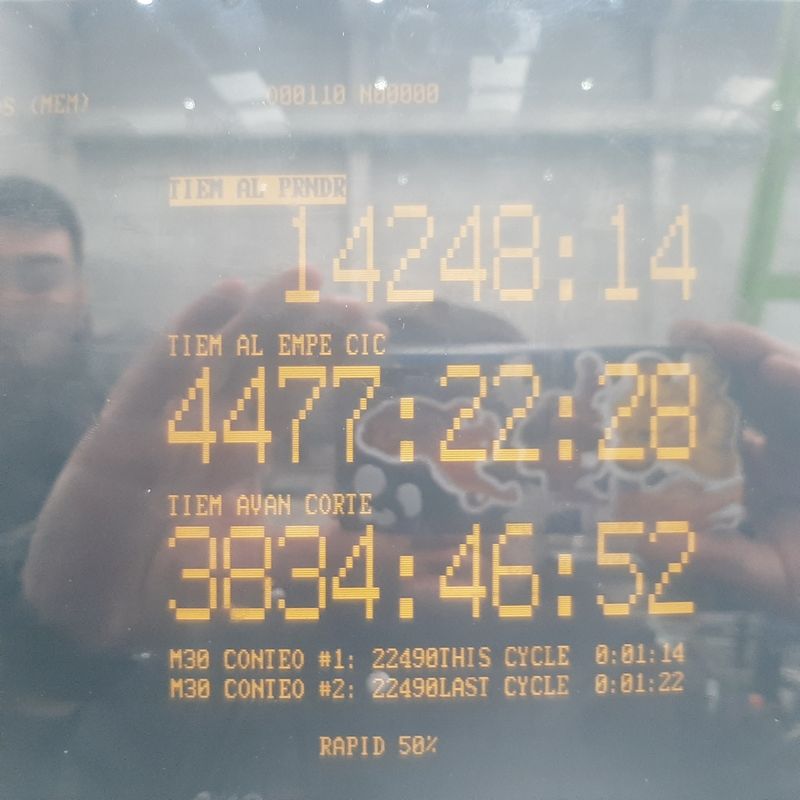 OS (MEM) O00110 N00000
TIEM AL PRNDR
14248:14
TIEM AL EMPE CIC
4477:22:28
TIEM AVAN CORTE
3834:46:52
M30 CONTEO #1: 22490THIS CYCLE 0:01:14
M30 CONTEO #2: 22490LAST CYCLE 0:01:22
RAPID 50%